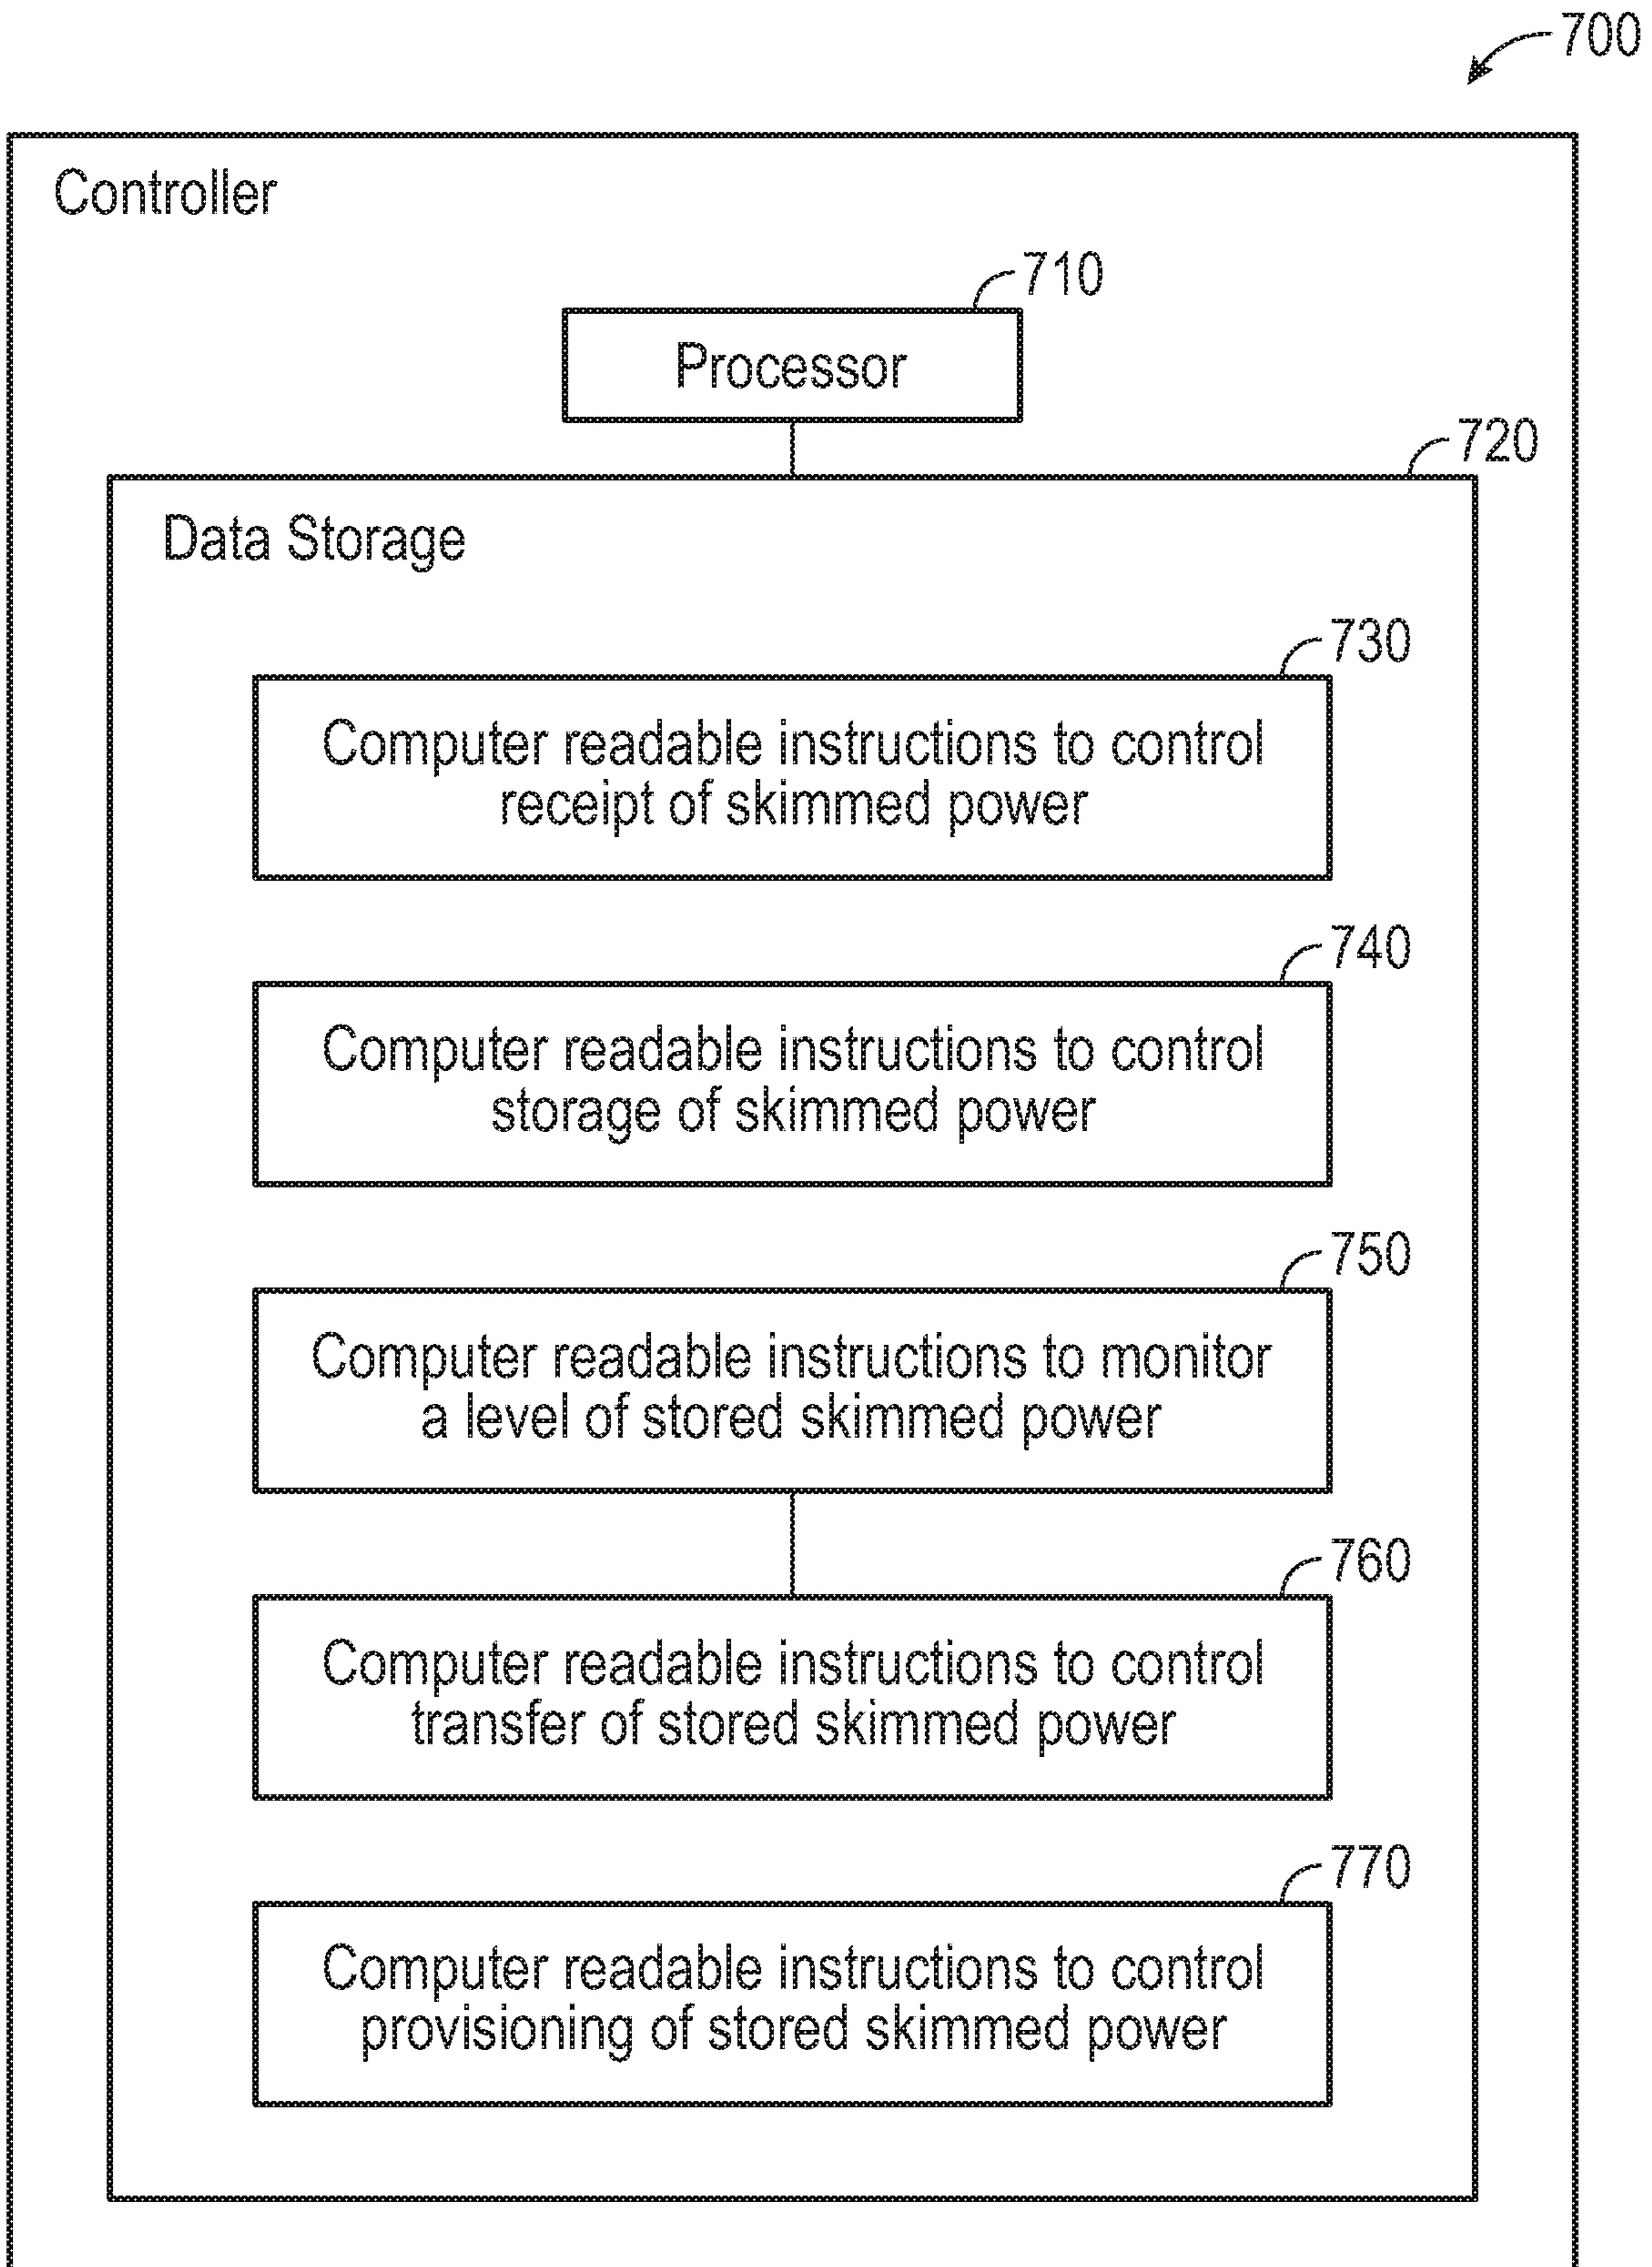 700
Controller
710
Processor
720
Data Storage
730
Computer readable instructions to control
receipt of skimmed power
740
Computer readable instructions to control
storage of skimmed power
750
Computer readable instructions to monitor
a level of stored skimmed power
760
Computer readable instructions to control
transfer of stored skimmed power
770
Computer readable instructions to control
provisioning of stored skimmed power